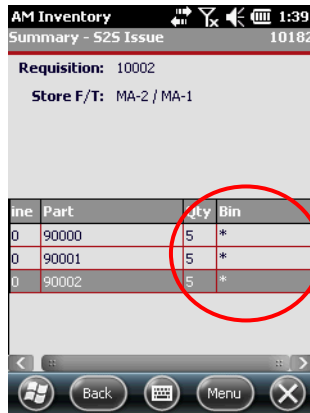 AM Inventory 1:39
Summary - S2S Issue 10182
Requisition: 10002
Store F/T: MA-2 / MA-1
ine Part Qty Bin
0 90000 5 *
0 90001 5 *
0 90002 5 *
Back Menu